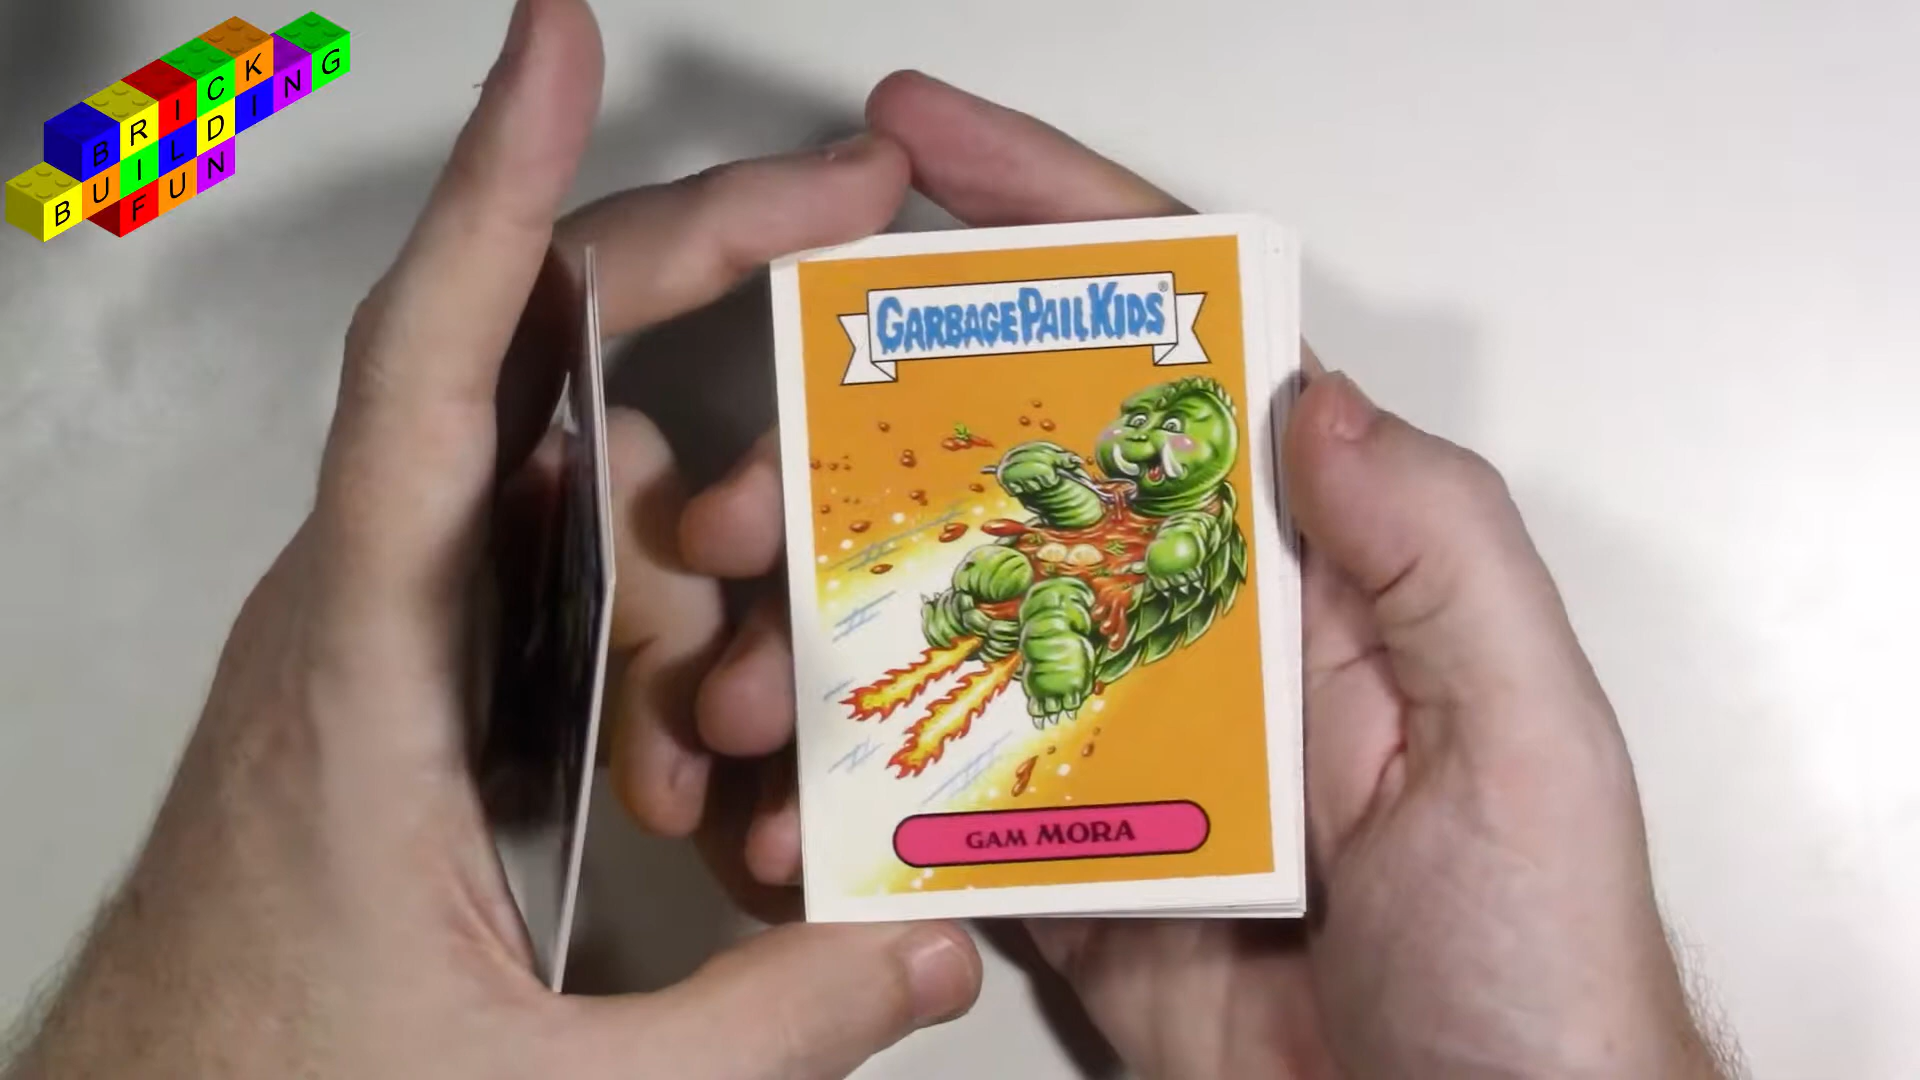 BRICK
BUILDING
FUN
GARBAGE PAIL KIDS®
GAM MORA